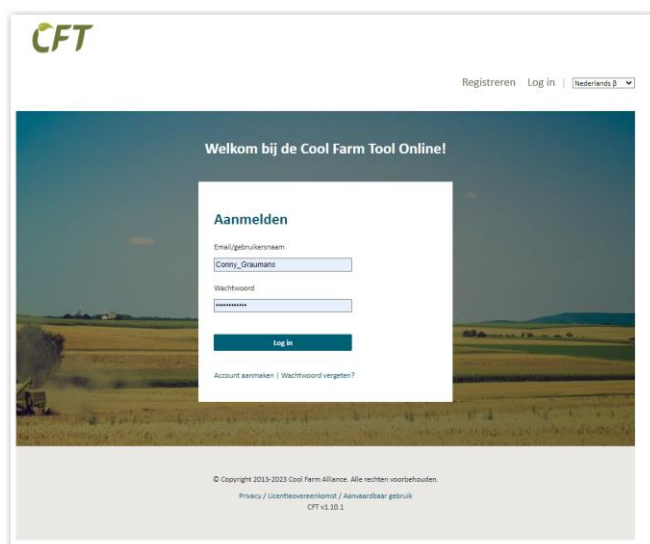 CFT
Registreren Log in | Nederlands β
Welkom bij de Cool Farm Tool Online!
Aanmelden
Email/gebruikersnaam
Conny_Graumans
Wachtwoord
••••••••••••
Log in
Account aanmaken | Wachtwoord vergeten?
© Copyright 2013-2023 Cool Farm Alliance. Alle rechten voorbehouden.
Privacy / Licentieovereenkomst / Aanvaardbaar gebruik
CFT v1.10.1